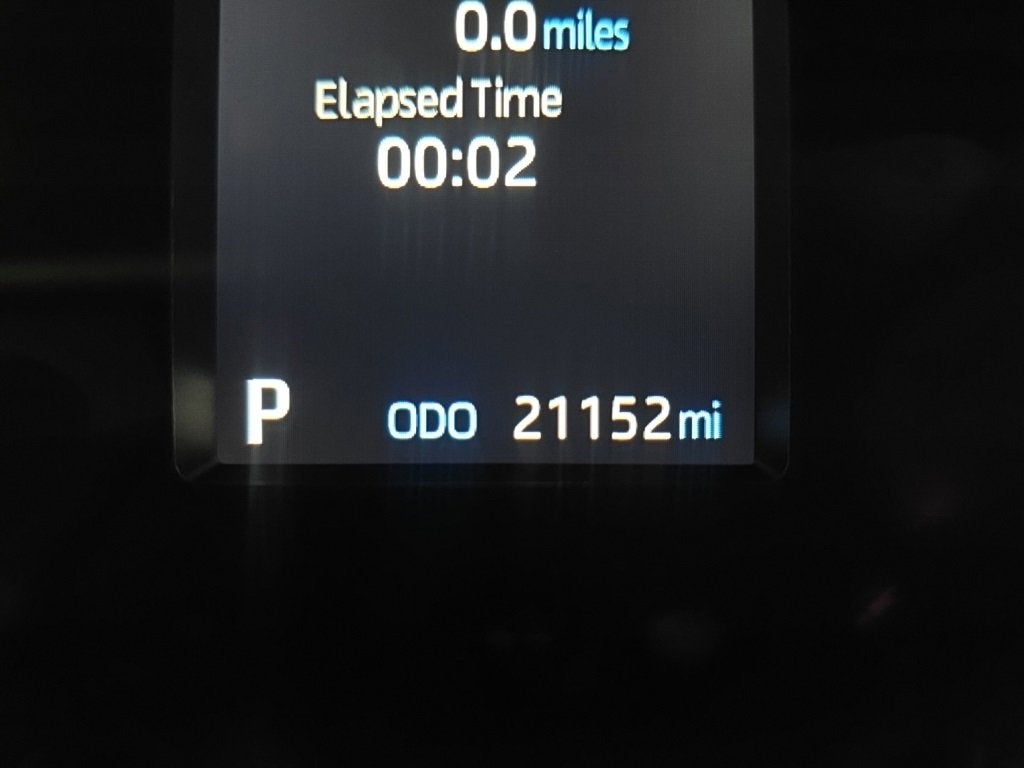 0.0 miles
Elapsed Time
00:02
P ODO 21152 mi